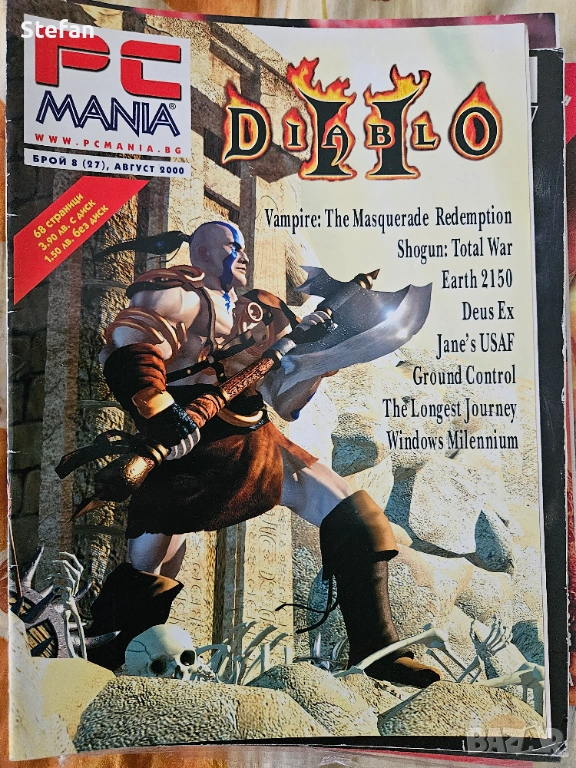 Stefan
PC
MANIA®
WWW.PCMANIA.BG
БРОЙ 8 (27), АВГУСТ 2000
68 страници
3.90 лв. с диск
1.50 лв. без диск
DIABLO
II
Vampire: The Masquerade Redemption
Shogun: Total War
Earth 2150
Deus Ex
Jane's USAF
Ground Control
The Longest Journey
Windows Milennium
BAZAR